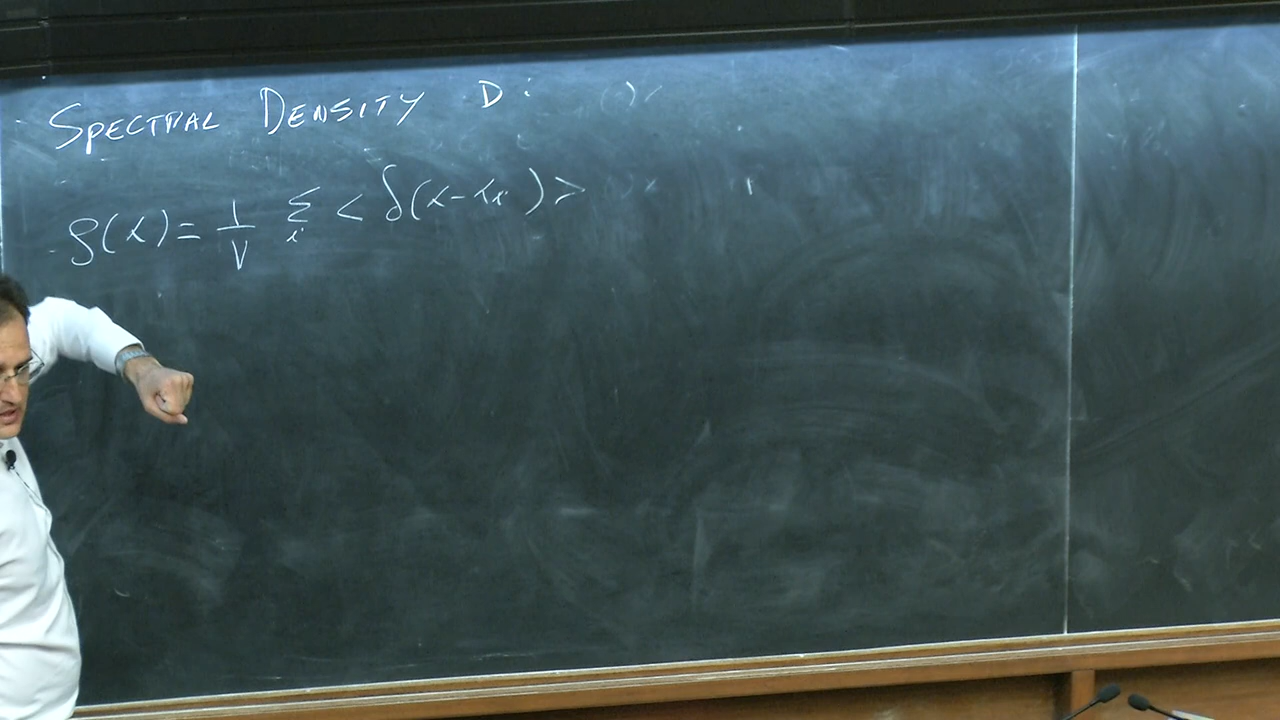 SPECTRAL DENSITY D:
ρ(λ) = 1/V Σ_i < δ(λ-λ_i) >